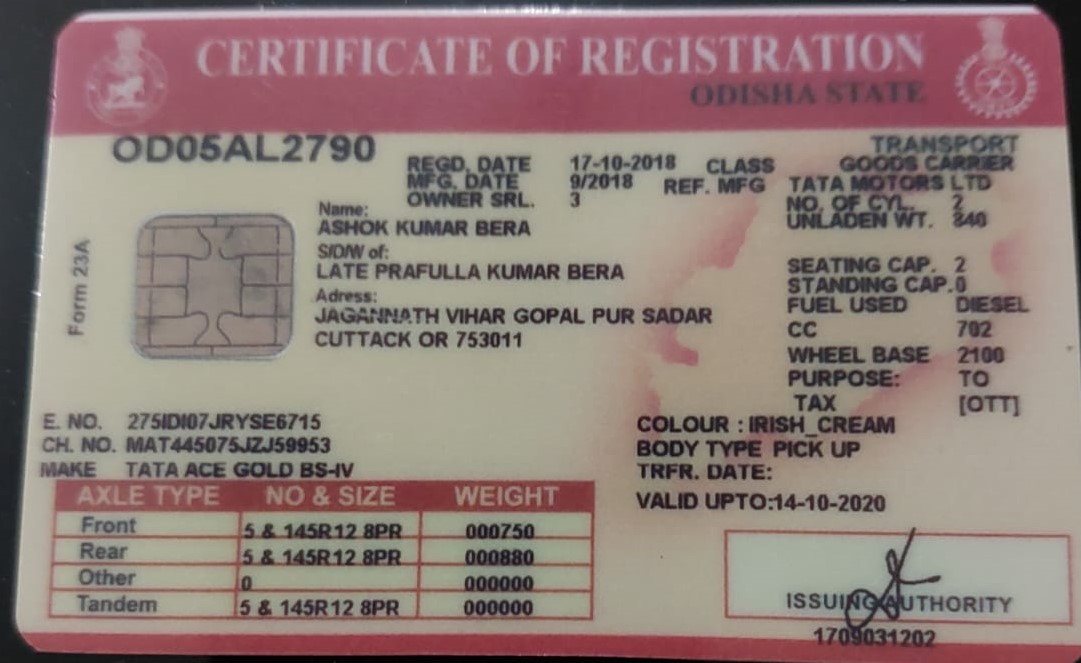 CERTIFICATE OF REGISTRATION
ODISHA STATE
OD05AL2790
TRANSPORT
REGD. DATE 17-10-2018 CLASS GOODS CARRIER
MFG. DATE 9/2018 REF. MFG TATA MOTORS LTD
OWNER SRL. 3 NO. OF CYL. 2
Name:
ASHOK KUMAR BERA UNLADEN WT. 840
S/D/W of:
LATE PRAFULLA KUMAR BERA SEATING CAP. 2
Adress: STANDING CAP.0
JAGANNATH VIHAR GOPAL PUR SADAR FUEL USED DIESEL
CUTTACK OR 753011 CC 702
Form 23A
WHEEL BASE 2100
PURPOSE: TO
TAX [OTT]
E. NO. 275IDI07JRYSE6715 COLOUR : IRISH_CREAM
CH. NO. MAT445075JZJ59953 BODY TYPE PICK UP
MAKE TATA ACE GOLD BS-IV TRFR. DATE:
VALID UPTO:14-10-2020
AXLE TYPE NO & SIZE WEIGHT
Front 5 & 145R12 8PR 000750
Rear 5 & 145R12 8PR 000880
Other 0 000000
Tandem 5 & 145R12 8PR 000000
ISSUING AUTHORITY
1709031202